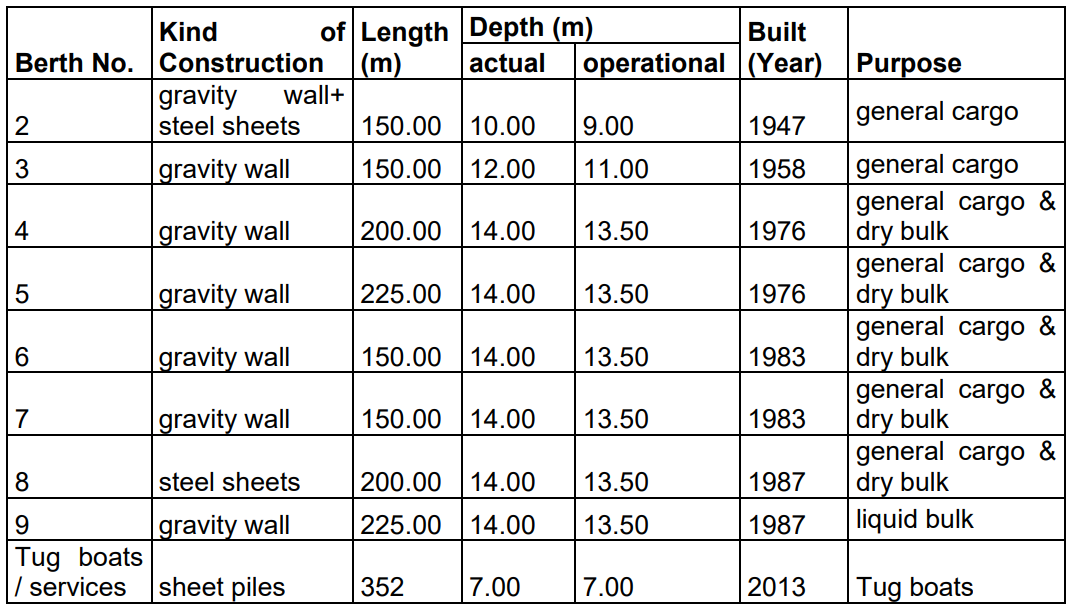 Berth No. Kind of Construction Length (m) Depth (m) Built (Year) Purpose
actual operational
2 gravity wall+ steel sheets 150.00 10.00 9.00 1947 general cargo
3 gravity wall 150.00 12.00 11.00 1958 general cargo
4 gravity wall 200.00 14.00 13.50 1976 general cargo & dry bulk
5 gravity wall 225.00 14.00 13.50 1976 general cargo & dry bulk
6 gravity wall 150.00 14.00 13.50 1983 general cargo & dry bulk
7 gravity wall 150.00 14.00 13.50 1983 general cargo & dry bulk
8 steel sheets 200.00 14.00 13.50 1987 general cargo & dry bulk
9 gravity wall 225.00 14.00 13.50 1987 liquid bulk
Tug boats / services sheet piles 352 7.00 7.00 2013 Tug boats